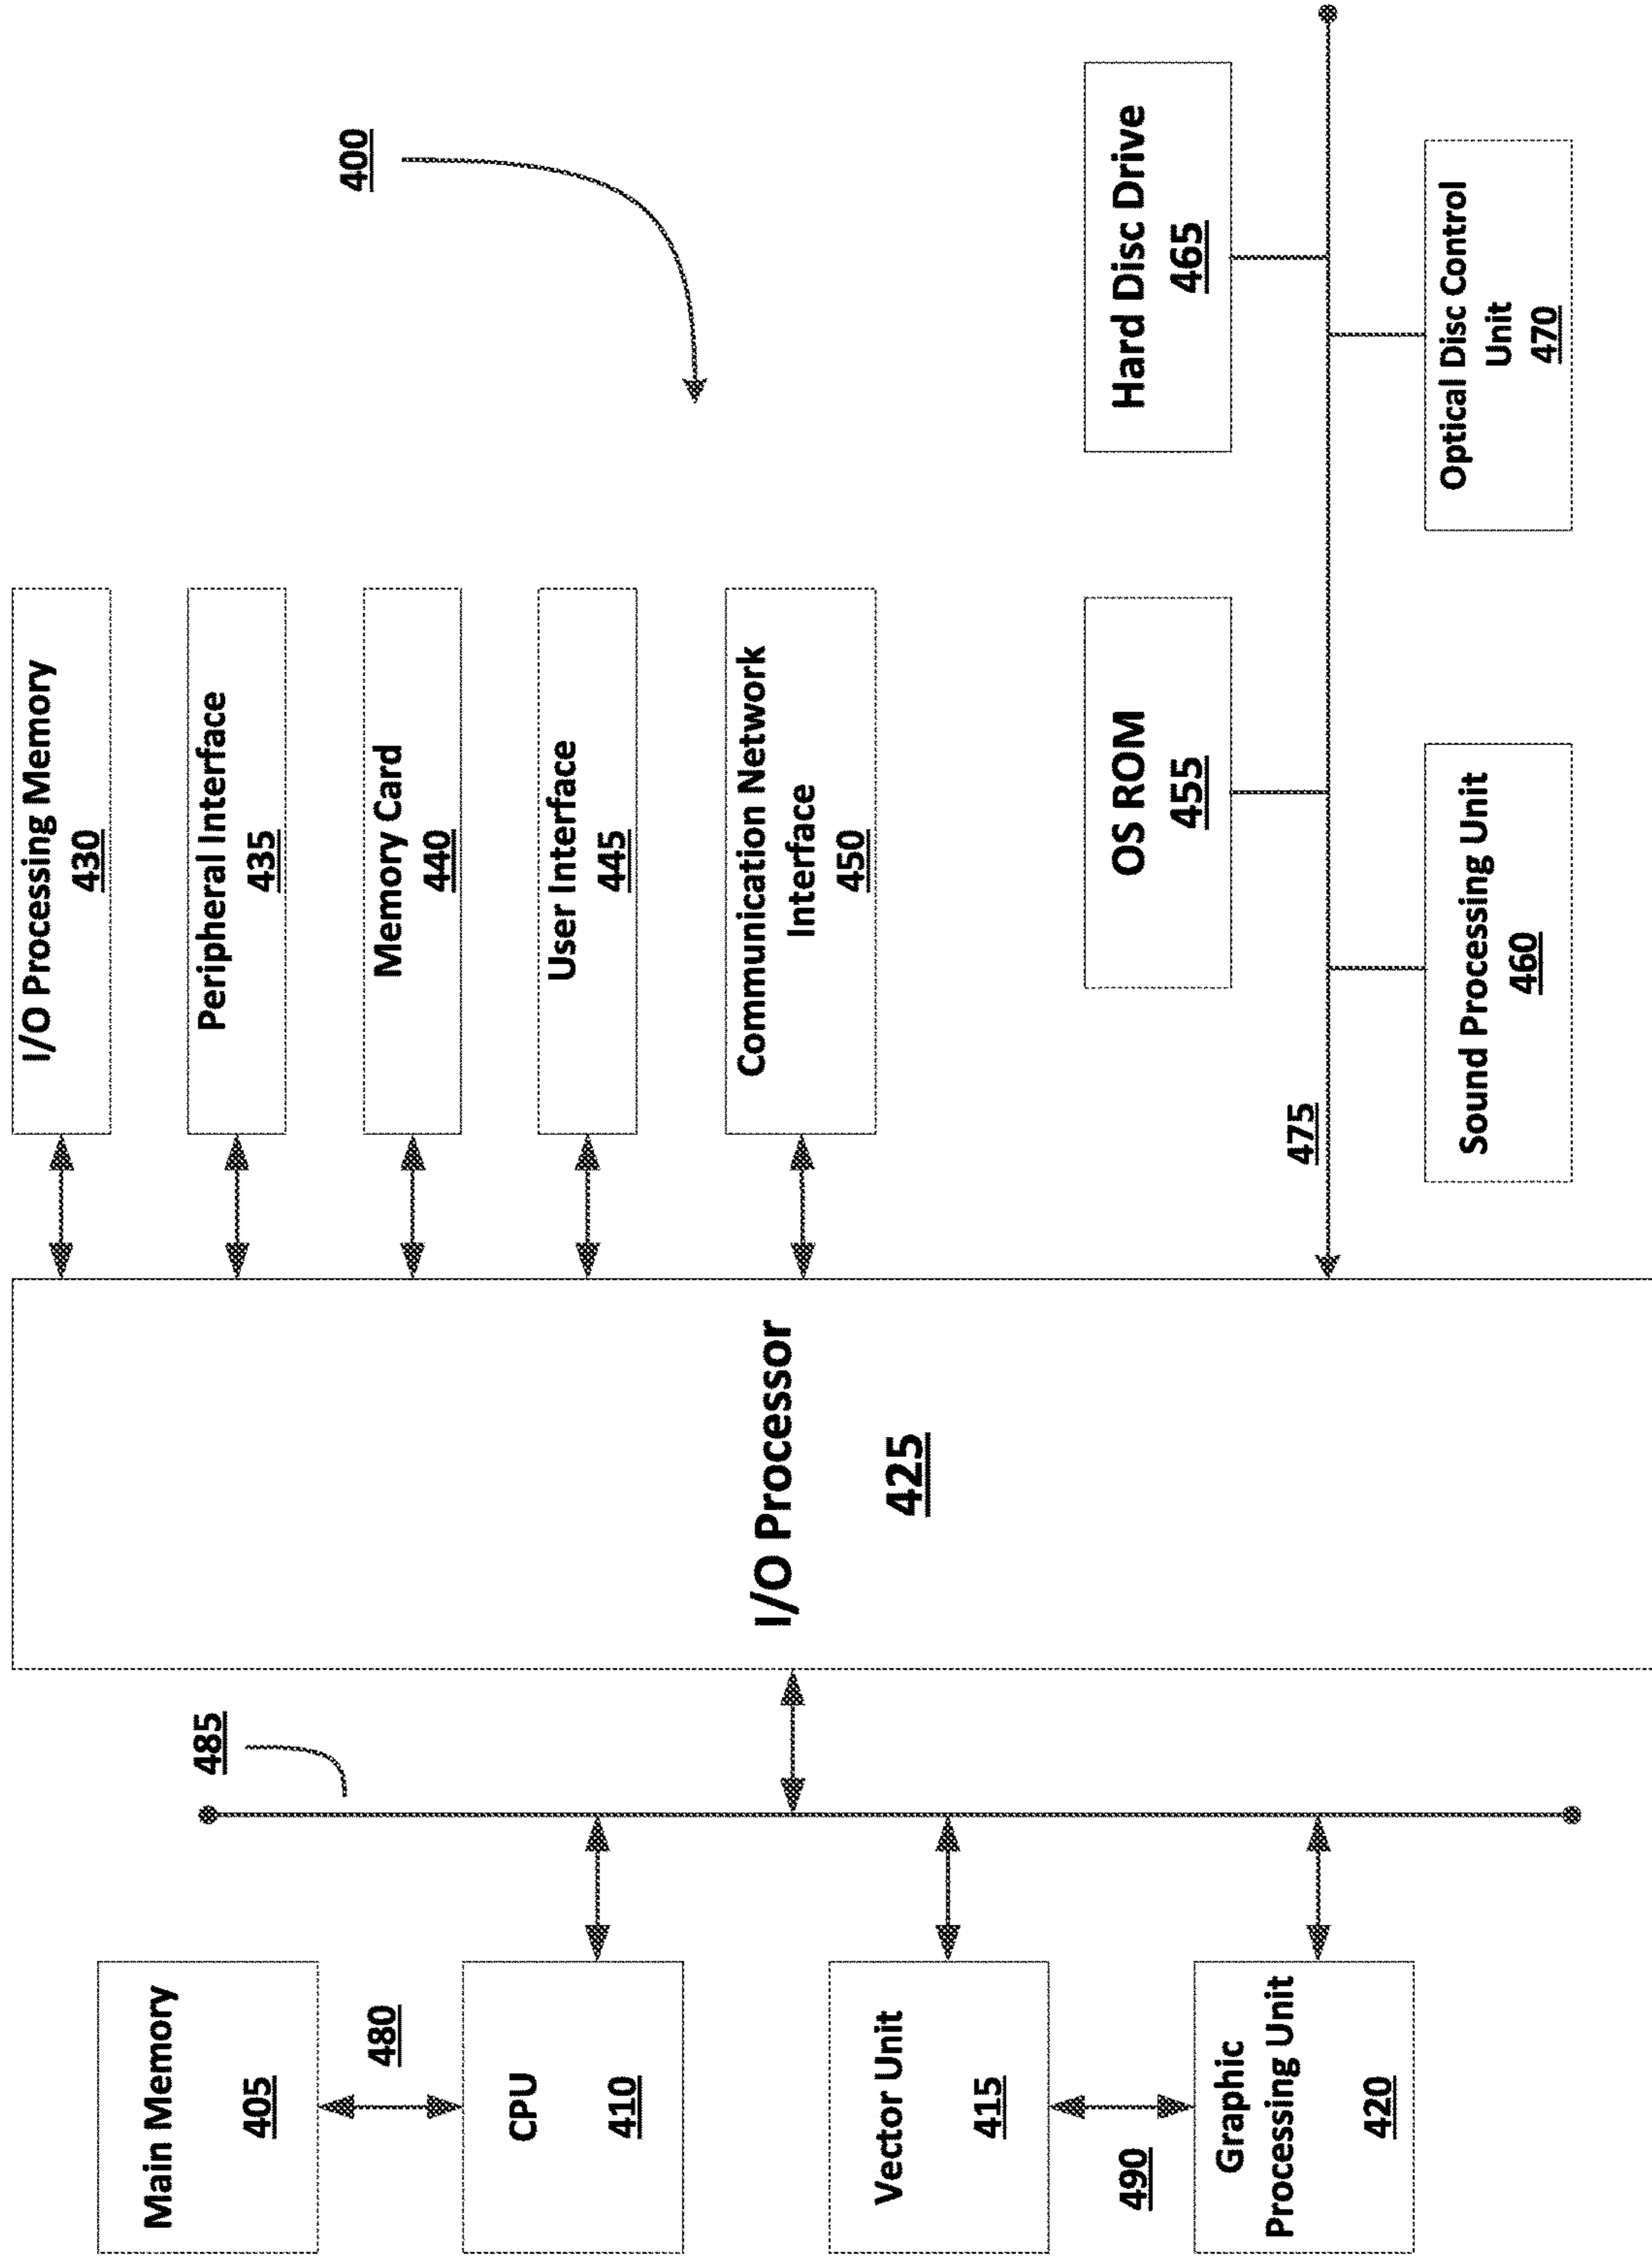 400
I/O Processing Memory
430
Peripheral Interface
435
Memory Card
440
User Interface
445
Communication Network
Interface
450
OS ROM
455
Hard Disc Drive
465
475
Sound Processing Unit
460
Optical Disc Control
Unit
470
I/O Processor
425
485
Main Memory
405
480
CPU
410
Vector Unit
415
490
Graphic
Processing Unit
420